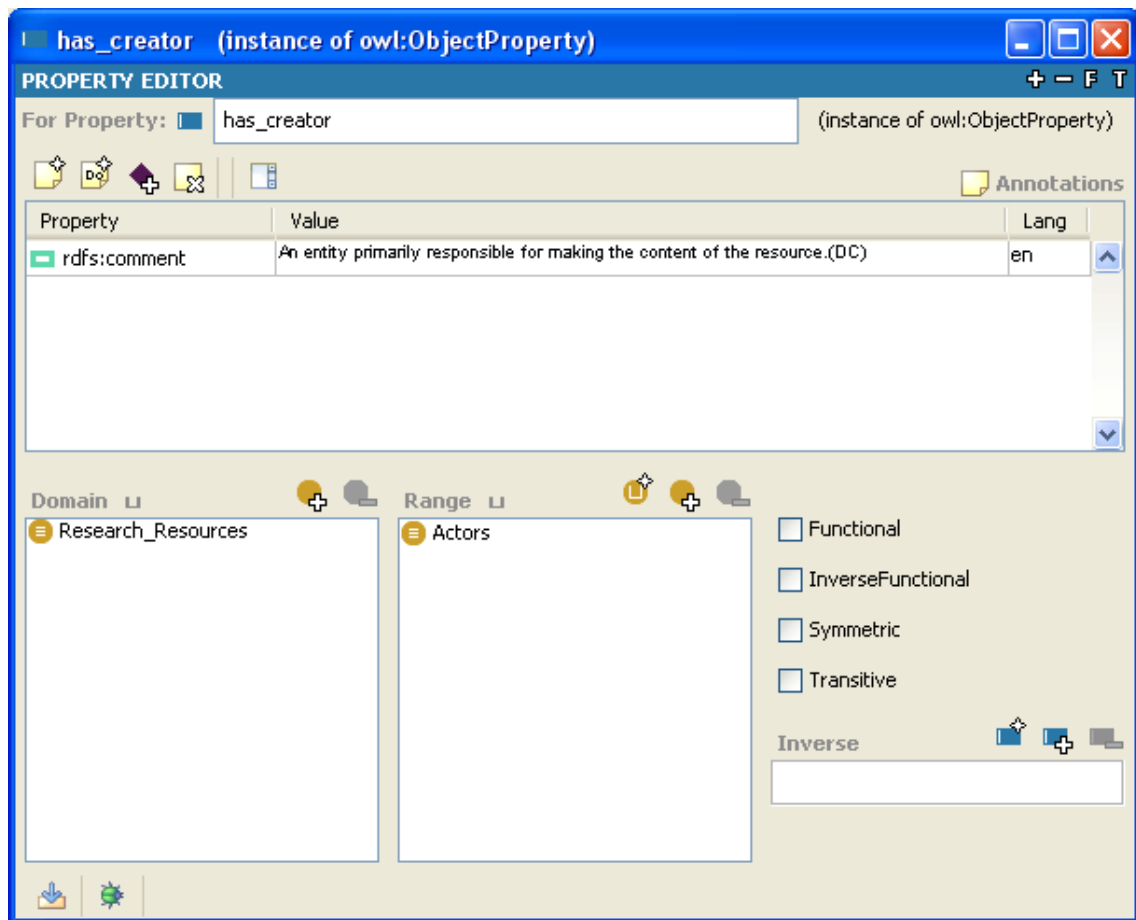 has_creator (instance of owl:ObjectProperty)
PROPERTY EDITOR + − F T
For Property: has_creator (instance of owl:ObjectProperty)
Annotations
Property Value Lang
rdfs:comment An entity primarily responsible for making the content of the resource.(DC) en
Domain ⊔ Range ⊔
Research_Resources Actors
Functional
InverseFunctional
Symmetric
Transitive
Inverse